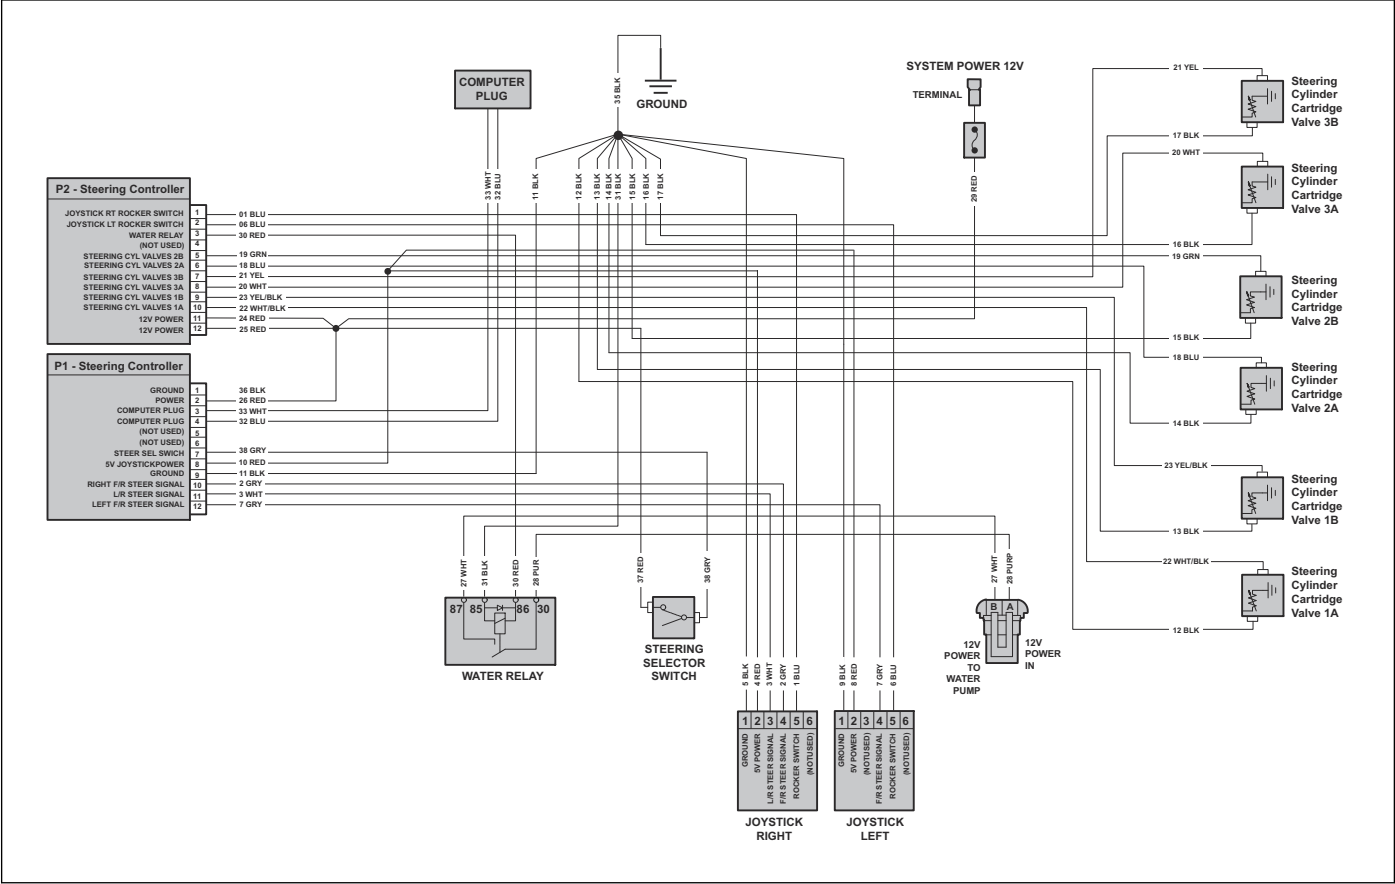 COMPUTER
PLUG
35 BLK
GROUND
SYSTEM POWER 12V
TERMINAL
29 RED
33 WHT
32 BLU
11 BLK
12 BLK
13 BLK
14 BLK
31 BLK
15 BLK
16 BLK
17 BLK
P2 - Steering Controller
JOYSTICK RT ROCKER SWITCH 1 01 BLU
JOYSTICK LT ROCKER SWITCH 2 06 BLU
WATER RELAY 3 30 RED
(NOT USED) 4
STEERING CYL VALVES 2B 5 19 GRN
STEERING CYL VALVES 2A 6 18 BLU
STEERING CYL VALVES 3B 7 21 YEL
STEERING CYL VALVES 3A 8 20 WHT
STEERING CYL VALVES 1B 9 23 YEL/BLK
STEERING CYL VALVES 1A 10 22 WHT/BLK
12V POWER 11 24 RED
12V POWER 12 25 RED
P1 - Steering Controller
GROUND 1 36 BLK
POWER 2 26 RED
COMPUTER PLUG 3 33 WHT
COMPUTER PLUG 4 32 BLU
(NOT USED) 5
(NOT USED) 6
STEER SEL SWICH 7 38 GRY
5V JOYSTICKPOWER 8 10 RED
GROUND 9 11 BLK
RIGHT F/R STEER SIGNAL 10 2 GRY
L/R STEER SIGNAL 11 3 WHT
LEFT F/R STEER SIGNAL 12 7 GRY
21 YEL
17 BLK
Steering
Cylinder
Cartridge
Valve 3B
20 WHT
16 BLK
Steering
Cylinder
Cartridge
Valve 3A
19 GRN
15 BLK
Steering
Cylinder
Cartridge
Valve 2B
18 BLU
14 BLK
Steering
Cylinder
Cartridge
Valve 2A
23 YEL/BLK
13 BLK
Steering
Cylinder
Cartridge
Valve 1B
22 WHT/BLK
12 BLK
Steering
Cylinder
Cartridge
Valve 1A
27 WHT
31 BLK
30 RED
28 PUR
87 85 86 30
WATER RELAY
37 RED
38 GRY
STEERING
SELECTOR
SWITCH
27 WHT
28 PURP
B A
12V
POWER
TO
WATER
PUMP
12V
POWER
IN
5 BLK
4 RED
3 WHT
2 GRY
1 BLU
1 2 3 4 5 6
GROUND
5V POWER
L/R STEER SIGNAL
F/R STEER SIGNAL
ROCKER SWITCH
(NOTUSED)
JOYSTICK
RIGHT
9 BLK
8 RED
7 GRY
6 BLU
1 2 3 4 5 6
GROUND
5V POWER
(NOTUSED)
F/R STEER SIGNAL
ROCKER SWITCH
(NOTUSED)
JOYSTICK
LEFT